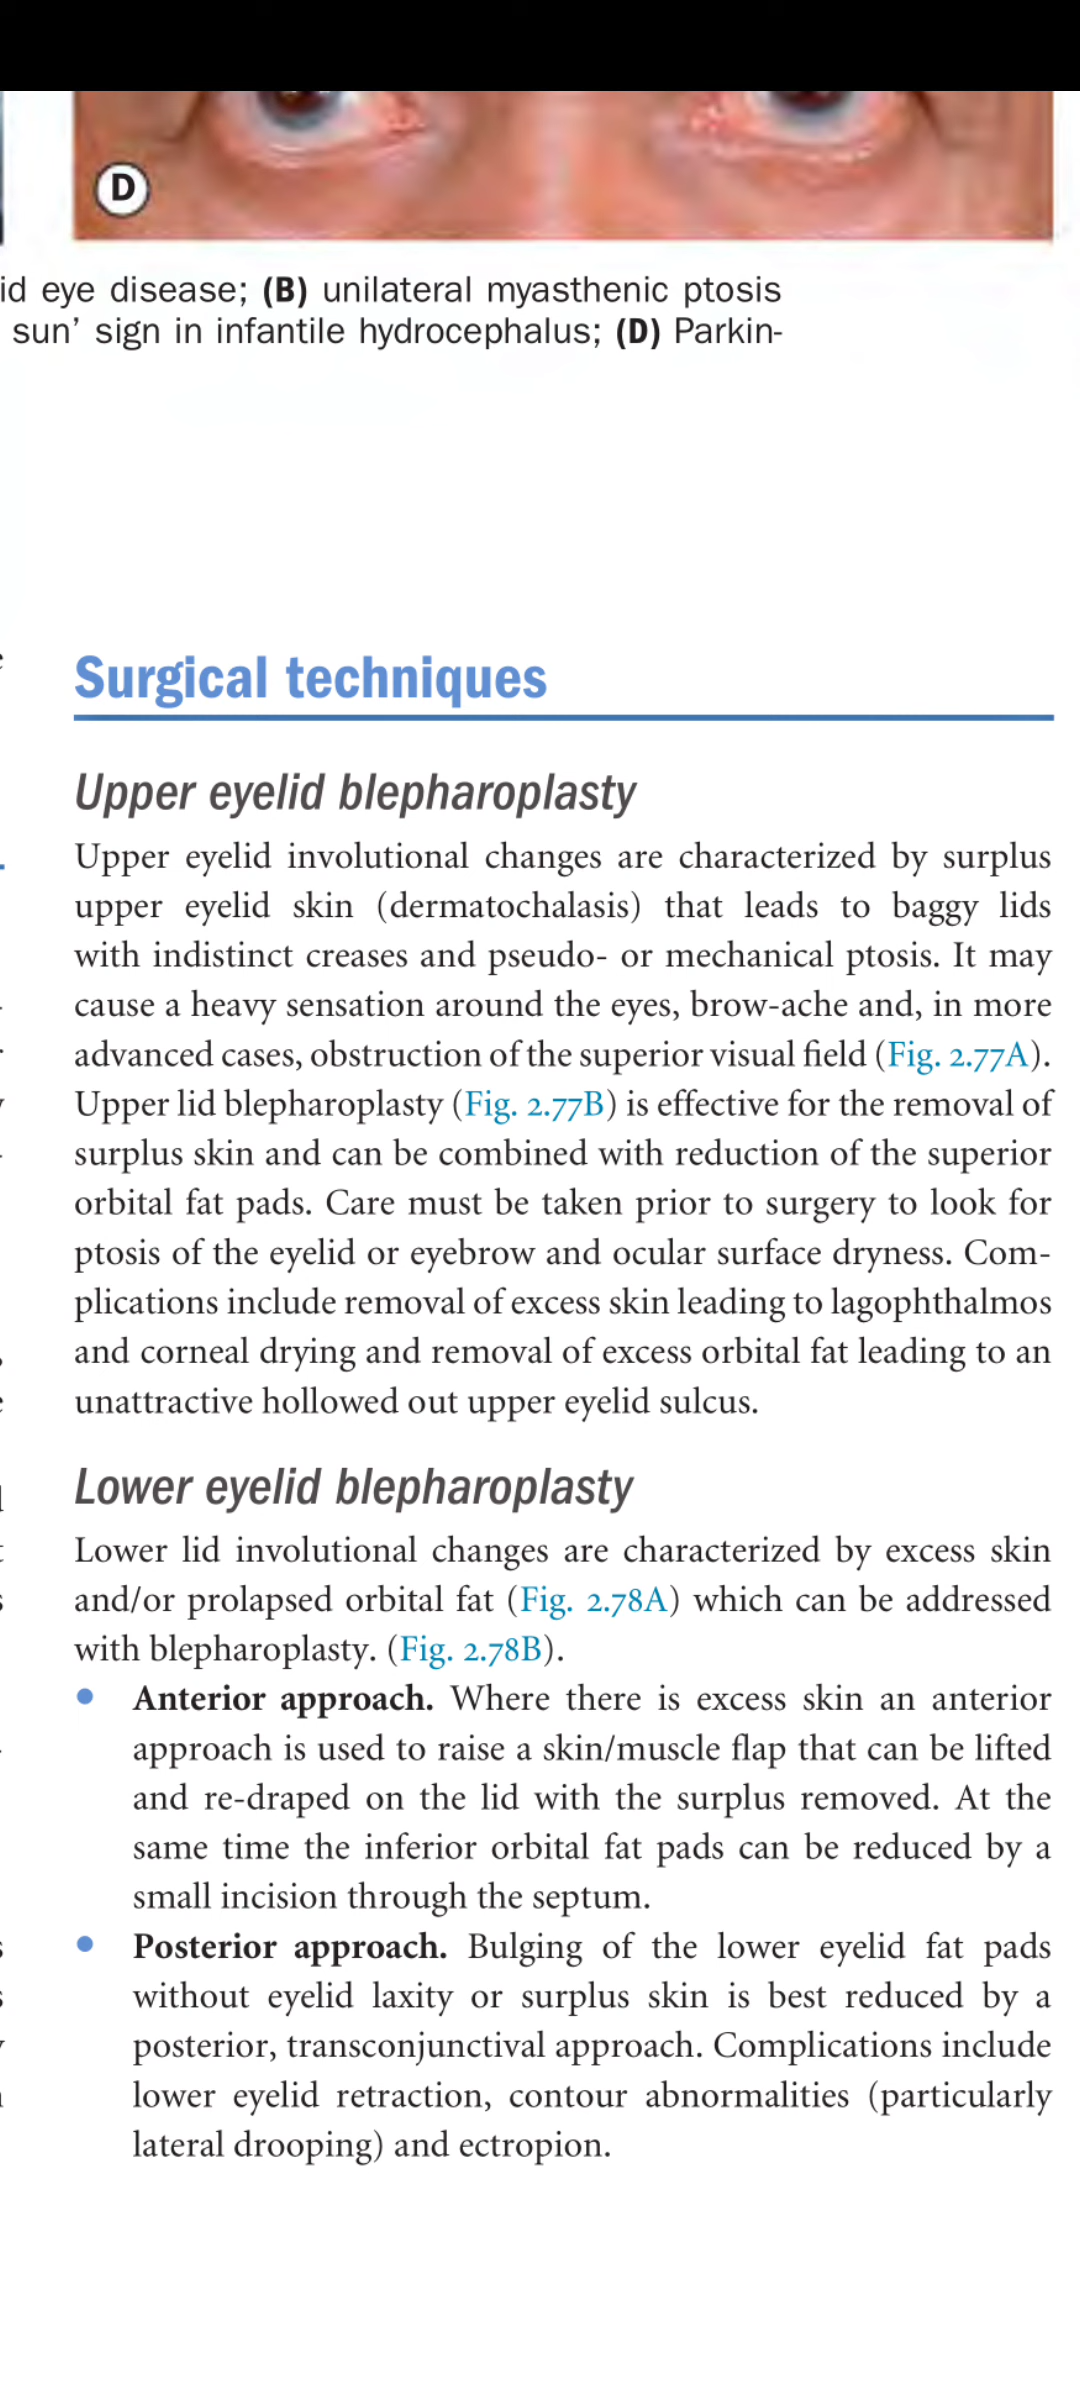 D
id eye disease; (B) unilateral myasthenic ptosis
sun’ sign in infantile hydrocephalus; (D) Parkin-
Surgical techniques
Upper eyelid blepharoplasty
Upper eyelid involutional changes are characterized by surplus
upper eyelid skin (dermatochalasis) that leads to baggy lids
with indistinct creases and pseudo- or mechanical ptosis. It may
cause a heavy sensation around the eyes, brow-ache and, in more
advanced cases, obstruction of the superior visual field (Fig. 2.77A).
Upper lid blepharoplasty (Fig. 2.77B) is effective for the removal of
surplus skin and can be combined with reduction of the superior
orbital fat pads. Care must be taken prior to surgery to look for
ptosis of the eyelid or eyebrow and ocular surface dryness. Com-
plications include removal of excess skin leading to lagophthalmos
and corneal drying and removal of excess orbital fat leading to an
unattractive hollowed out upper eyelid sulcus.
Lower eyelid blepharoplasty
Lower lid involutional changes are characterized by excess skin
and/or prolapsed orbital fat (Fig. 2.78A) which can be addressed
with blepharoplasty. (Fig. 2.78B).
• Anterior approach. Where there is excess skin an anterior
approach is used to raise a skin/muscle flap that can be lifted
and re-draped on the lid with the surplus removed. At the
same time the inferior orbital fat pads can be reduced by a
small incision through the septum.
• Posterior approach. Bulging of the lower eyelid fat pads
without eyelid laxity or surplus skin is best reduced by a
posterior, transconjunctival approach. Complications include
lower eyelid retraction, contour abnormalities (particularly
lateral drooping) and ectropion.